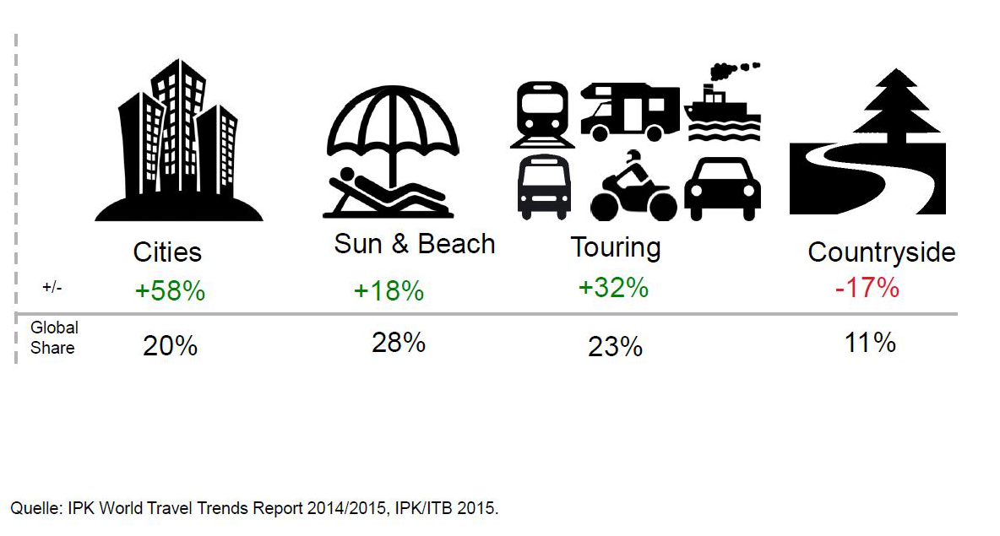 Cities
Sun & Beach
Touring
Countryside
+/-
+58%
+18%
+32%
-17%
Global
Share
20%
28%
23%
11%
Quelle: IPK World Travel Trends Report 2014/2015, IPK/ITB 2015.